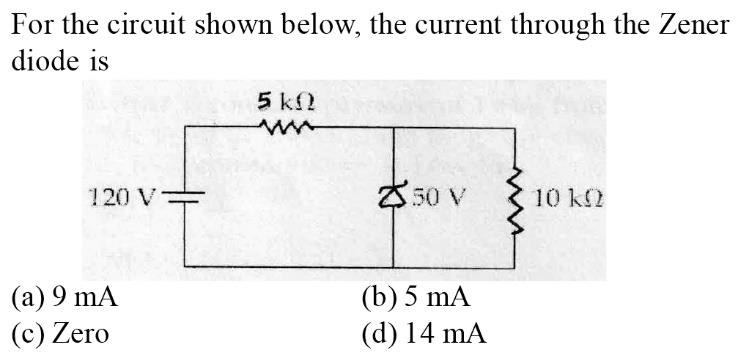 For the circuit shown below, the current through the Zener
diode is
5 kΩ
120 V
50 V
10 kΩ
(a) 9 mA
(b) 5 mA
(c) Zero
(d) 14 mA